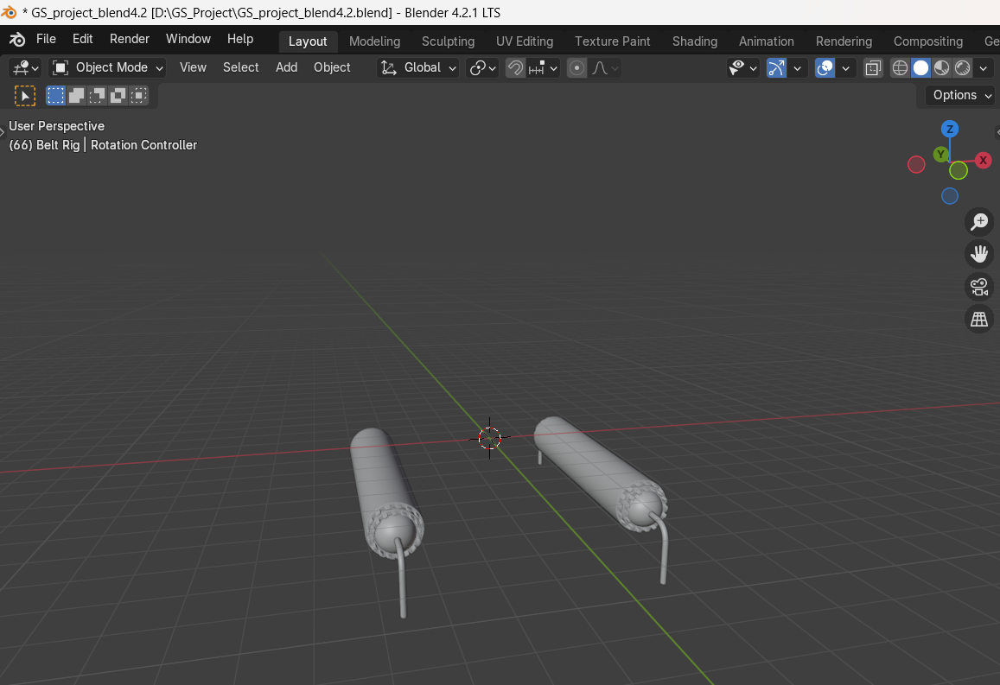 * GS_project_blend4.2 [D:\GS_Project\GS_project_blend4.2.blend] - Blender 4.2.1 LTS
File Edit Render Window Help Layout Modeling Sculpting UV Editing Texture Paint Shading Animation Rendering Compositing Ge
Object Mode View Select Add Object Global
Options
User Perspective
(66) Belt Rig | Rotation Controller
Z
Y
X